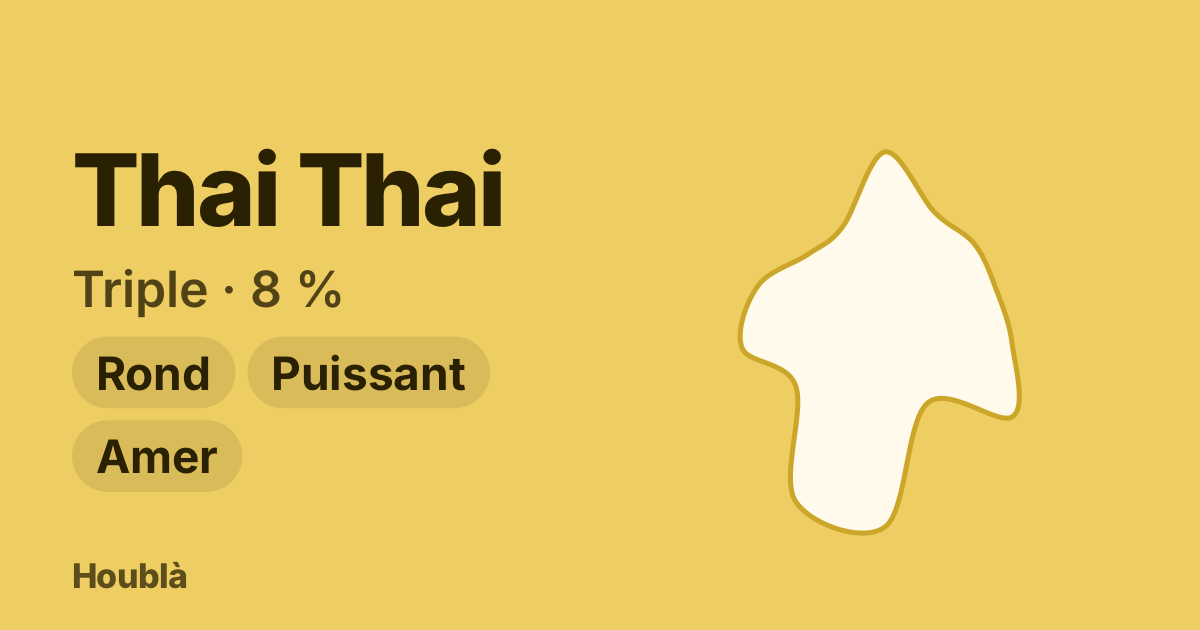 Thai Thai
Triple · 8 %
Rond Puissant
Amer
Houblà